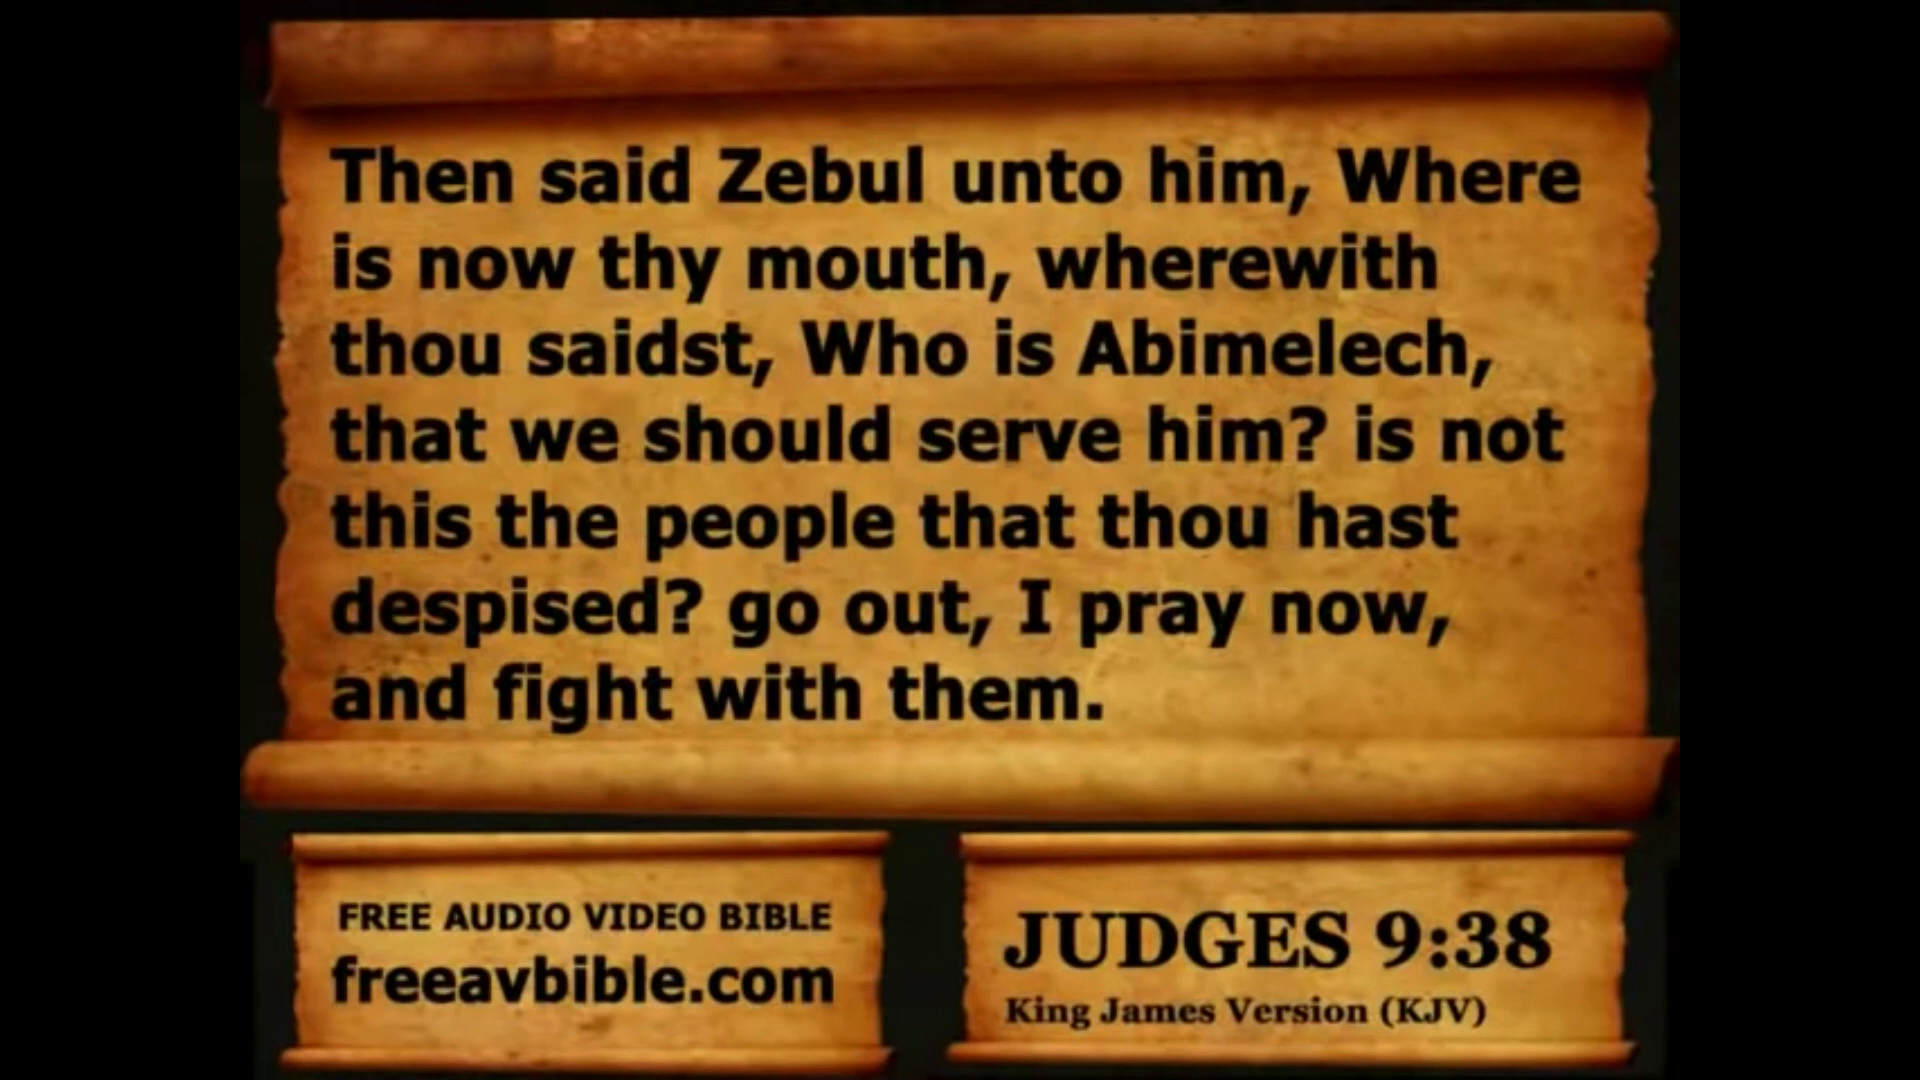 Then said Zebul unto him, Where
is now thy mouth, wherewith
thou saidst, Who is Abimelech,
that we should serve him? is not
this the people that thou hast
despised? go out, I pray now,
and fight with them.
FREE AUDIO VIDEO BIBLE
freeavbible.com
JUDGES 9:38
King James Version (KJV)